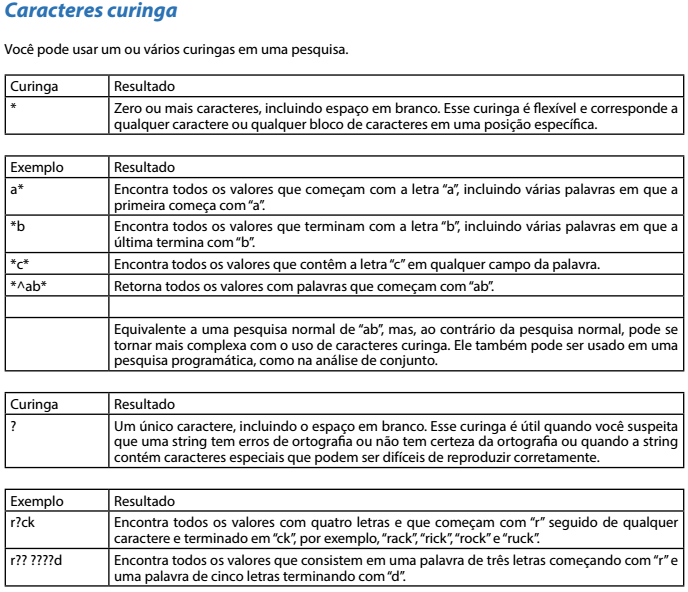 Caracteres curinga
Você pode usar um ou vários curingas em uma pesquisa.
Curinga Resultado
* Zero ou mais caracteres, incluindo espaço em branco. Esse curinga é flexível e corresponde a
qualquer caractere ou qualquer bloco de caracteres em uma posição específica.
Exemplo Resultado
a* Encontra todos os valores que começam com a letra “a”, incluindo várias palavras em que a
primeira começa com “a”.
*b Encontra todos os valores que terminam com a letra “b”, incluindo várias palavras em que a
última termina com “b”.
*c* Encontra todos os valores que contêm a letra “c” em qualquer campo da palavra.
*^ab* Retorna todos os valores com palavras que começam com “ab”.
Equivalente a uma pesquisa normal de “ab”, mas, ao contrário da pesquisa normal, pode se
tornar mais complexa com o uso de caracteres curinga. Ele também pode ser usado em uma
pesquisa programática, como na análise de conjunto.
Curinga Resultado
? Um único caractere, incluindo o espaço em branco. Esse curinga é útil quando você suspeita
que uma string tem erros de ortografia ou não tem certeza da ortografia ou quando a string
contém caracteres especiais que podem ser difíceis de reproduzir corretamente.
Exemplo Resultado
r?ck Encontra todos os valores com quatro letras e que começam com “r” seguido de qualquer
caractere e terminado em “ck”, por exemplo, “rack”, “rick”, “rock” e “ruck”.
r?? ????d Encontra todos os valores que consistem em uma palavra de três letras começando com “r” e
uma palavra de cinco letras terminando com “d”.